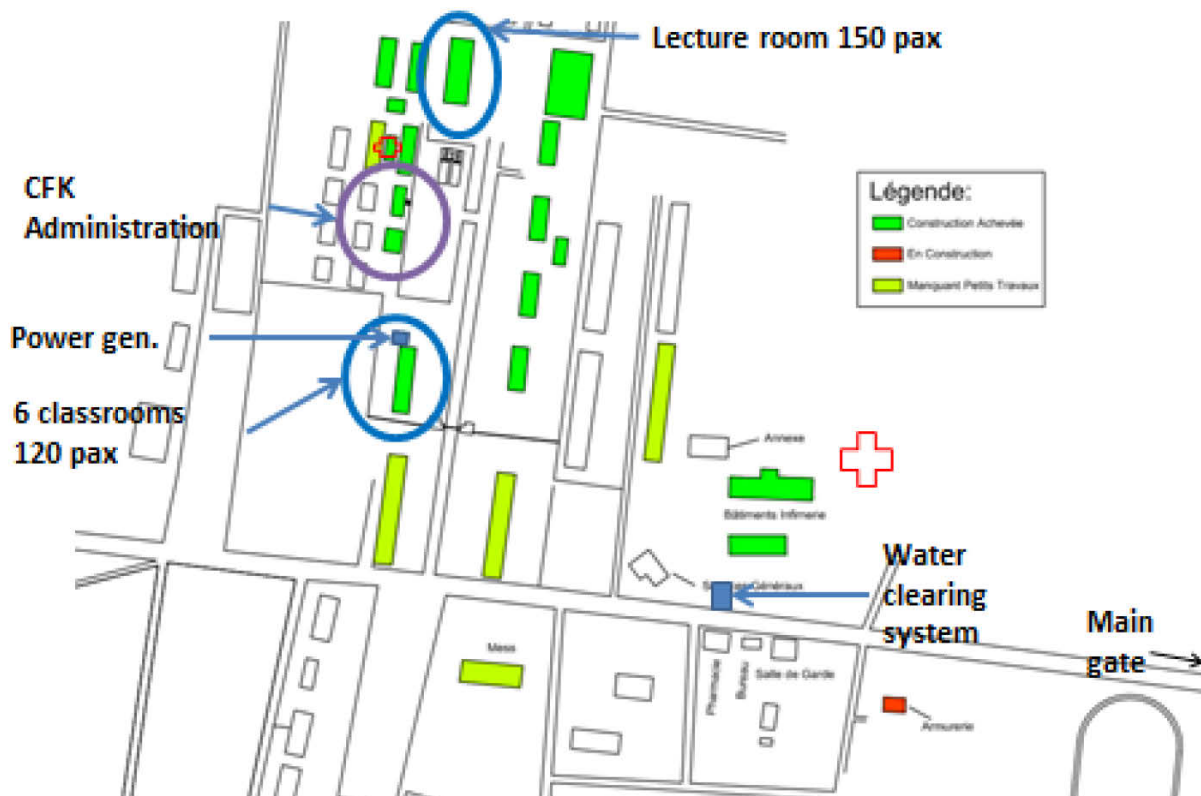 Lecture room 150 pax
CFK
Administration
Légende:
Construction Achevée
En Construction
Manquant Petits Travaux
Power gen.
6 classrooms
120 pax
Annexe
Bâtiments Infirmerie
Water
clearing
system
Main
gate
Mess
Pharmacie
Bureau
Salle de Garde
Armurerie